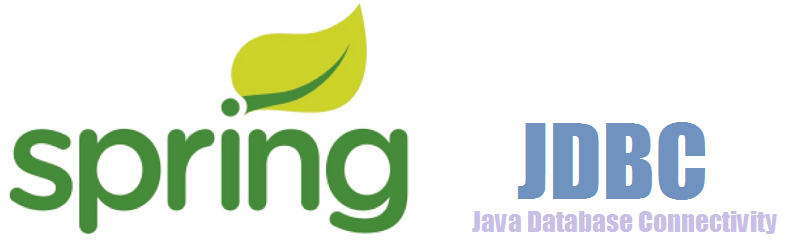 spring
JDBC
Java Database Connectivity